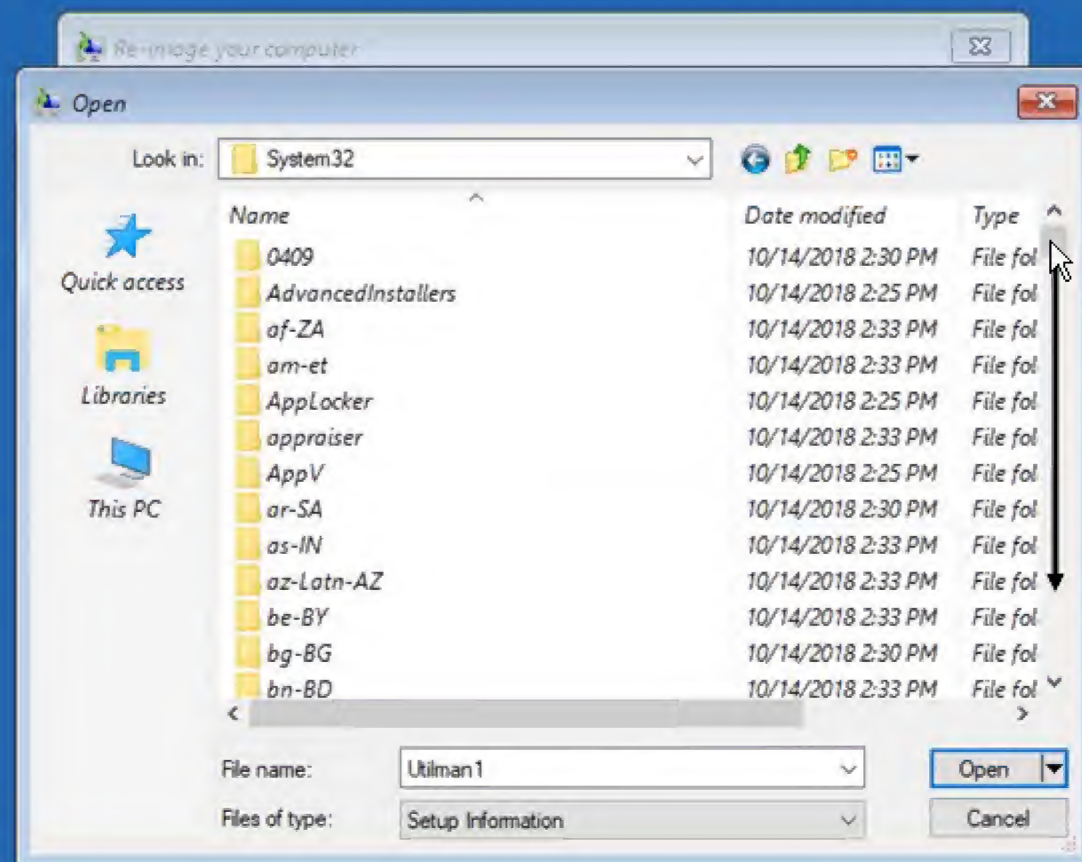 Re-image your computer
Open
Look in: System32
Name Date modified Type
0409 10/14/2018 2:30 PM File fol
AdvancedInstallers 10/14/2018 2:25 PM File fol
af-ZA 10/14/2018 2:33 PM File fol
am-et 10/14/2018 2:33 PM File fol
AppLocker 10/14/2018 2:25 PM File fol
appraiser 10/14/2018 2:33 PM File fol
AppV 10/14/2018 2:25 PM File fol
ar-SA 10/14/2018 2:30 PM File fol
as-IN 10/14/2018 2:33 PM File fol
az-Latn-AZ 10/14/2018 2:33 PM File fol
be-BY 10/14/2018 2:33 PM File fol
bg-BG 10/14/2018 2:30 PM File fol
bn-BD 10/14/2018 2:33 PM File fol
Quick access
Libraries
This PC
File name: Utilman1 Open
Files of type: Setup Information Cancel